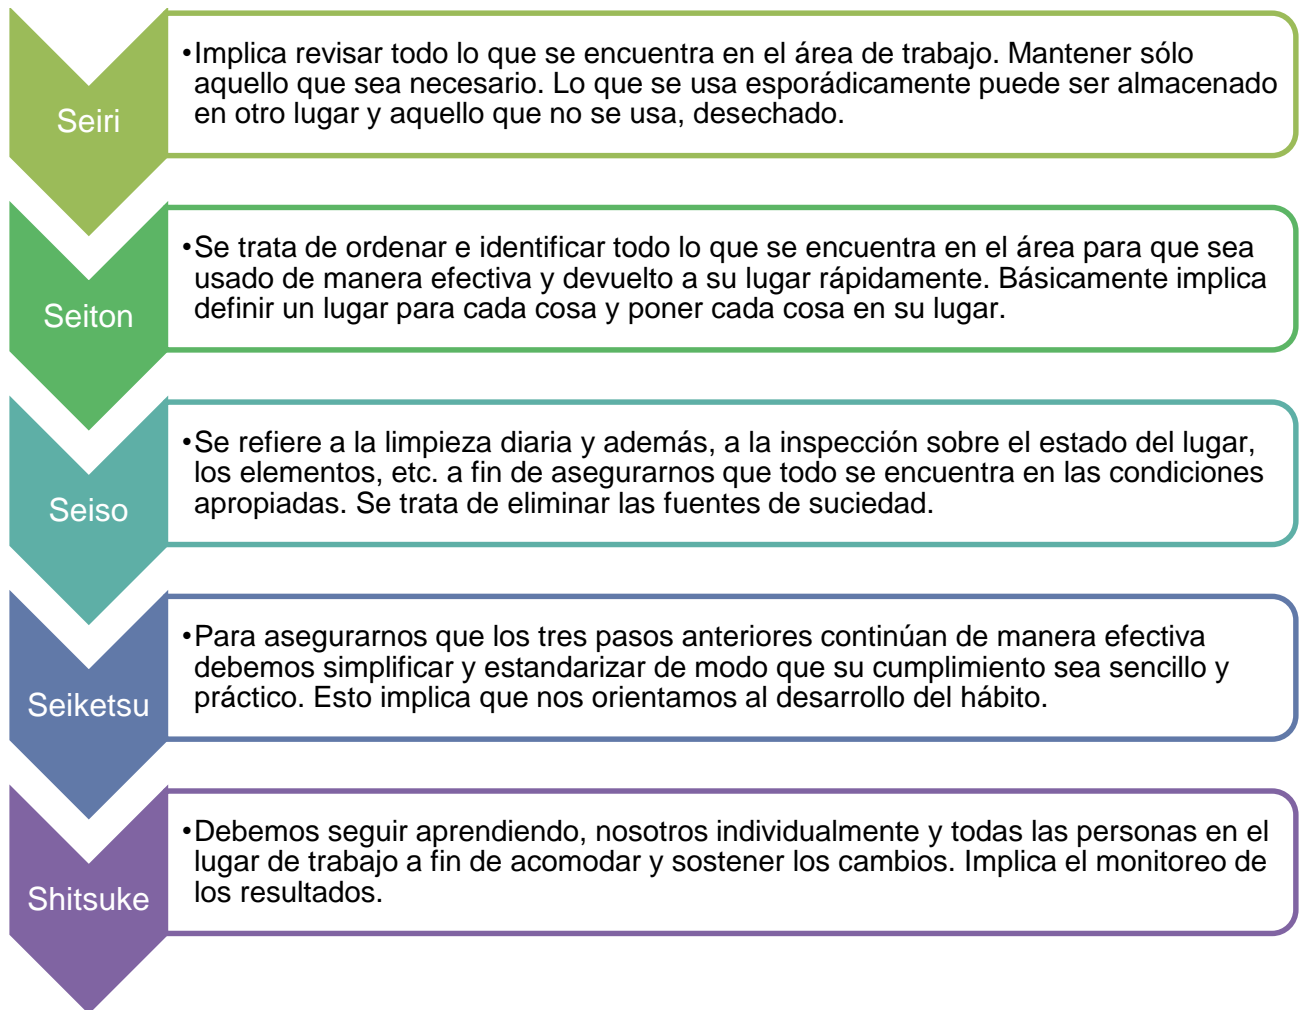 Seiri
•Implica revisar todo lo que se encuentra en el área de trabajo. Mantener sólo
aquello que sea necesario. Lo que se usa esporádicamente puede ser almacenado
en otro lugar y aquello que no se usa, desechado.
Seiton
•Se trata de ordenar e identificar todo lo que se encuentra en el área para que sea
usado de manera efectiva y devuelto a su lugar rápidamente. Básicamente implica
definir un lugar para cada cosa y poner cada cosa en su lugar.
Seiso
•Se refiere a la limpieza diaria y además, a la inspección sobre el estado del lugar,
los elementos, etc. a fin de asegurarnos que todo se encuentra en las condiciones
apropiadas. Se trata de eliminar las fuentes de suciedad.
Seiketsu
•Para asegurarnos que los tres pasos anteriores continúan de manera efectiva
debemos simplificar y estandarizar de modo que su cumplimiento sea sencillo y
práctico. Esto implica que nos orientamos al desarrollo del hábito.
Shitsuke
•Debemos seguir aprendiendo, nosotros individualmente y todas las personas en el
lugar de trabajo a fin de acomodar y sostener los cambios. Implica el monitoreo de
los resultados.